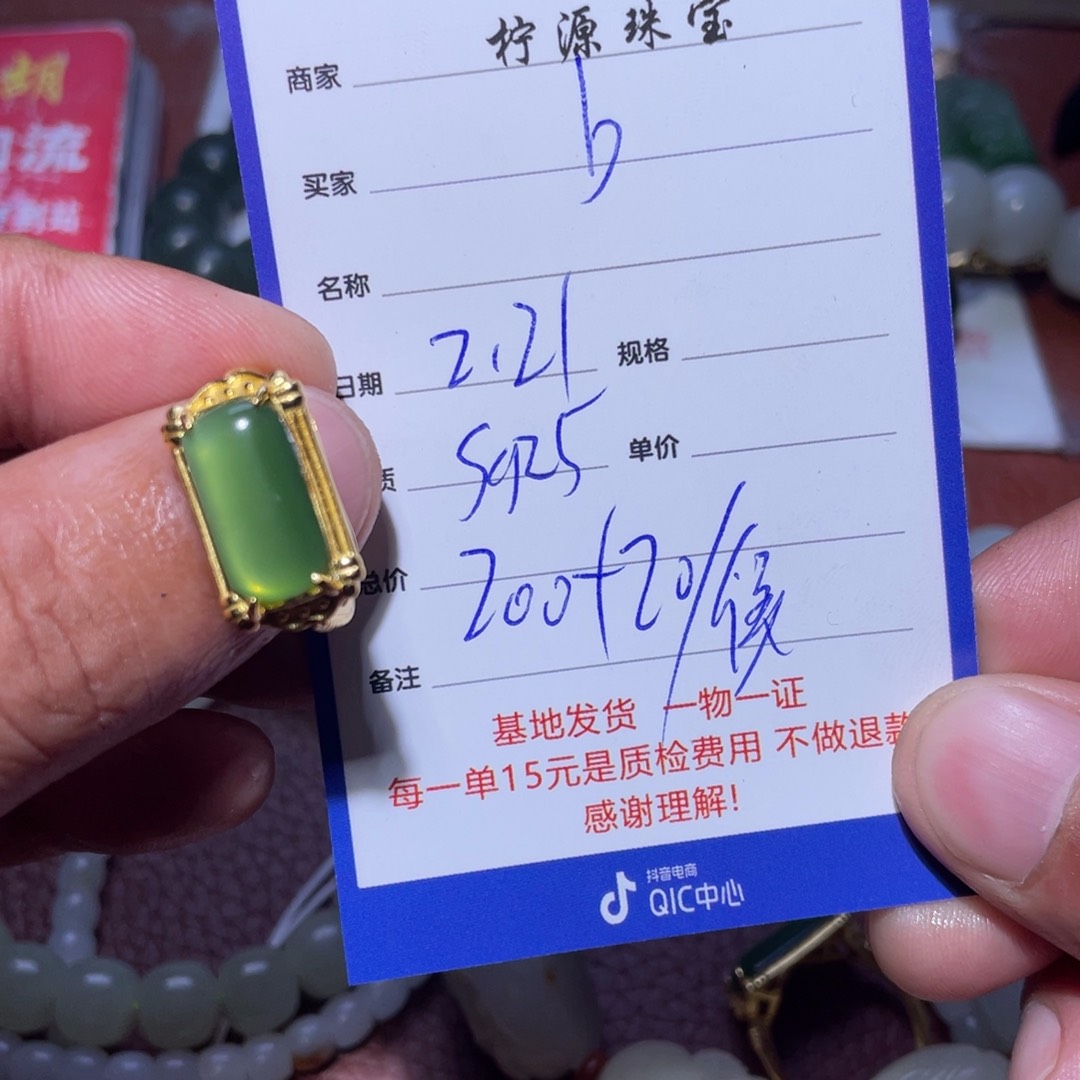 柠源珠宝
商家
b
买家
名称
日期 2.21 规格
质 S925 单价
总价 200+20/
备注
基地发货 一物一证
每一单15元是质检费用 不做退款
感谢理解!
抖音电商
QIC中心
流